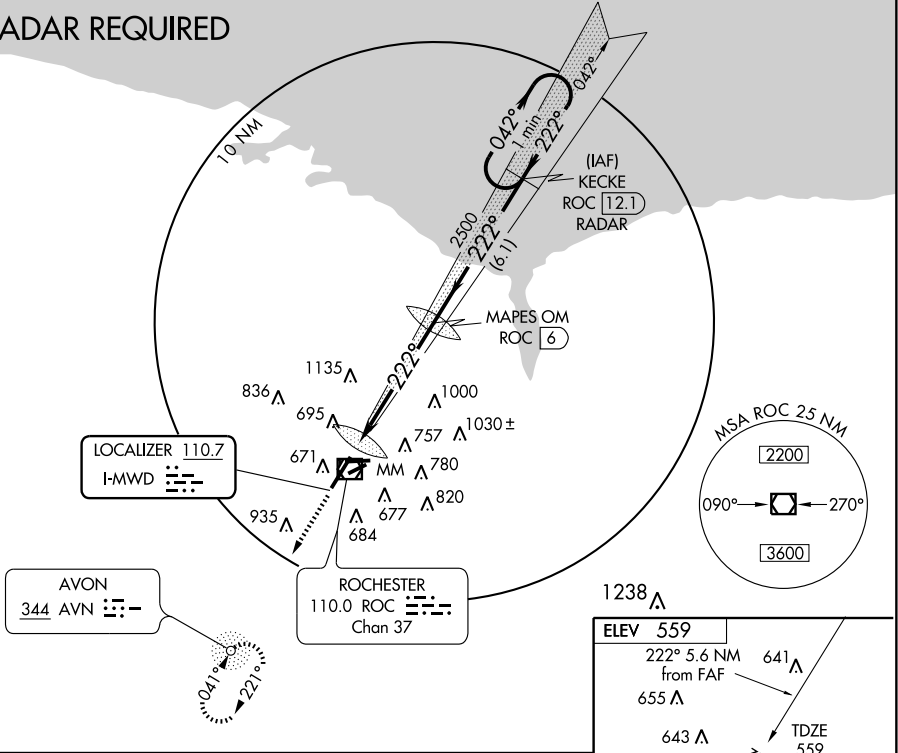 ADAR REQUIRED
10 NM
042°
042°
1 min
222°
(IAF)
KECKE
ROC 12.1
RADAR
2500
222°
(6.1)
MAPES OM
ROC 6
222°
1135
836
695
1000
1030 ±
757
671
MM
780
820
677
684
935
LOCALIZER 110.7
I-MWD
MSA ROC 25 NM
2200
090°
270°
3600
AVON
344 AVN
041°
221°
ROCHESTER
110.0 ROC
Chan 37
1238
ELEV 559
222° 5.6 NM
from FAF
641
655
643
TDZE
559